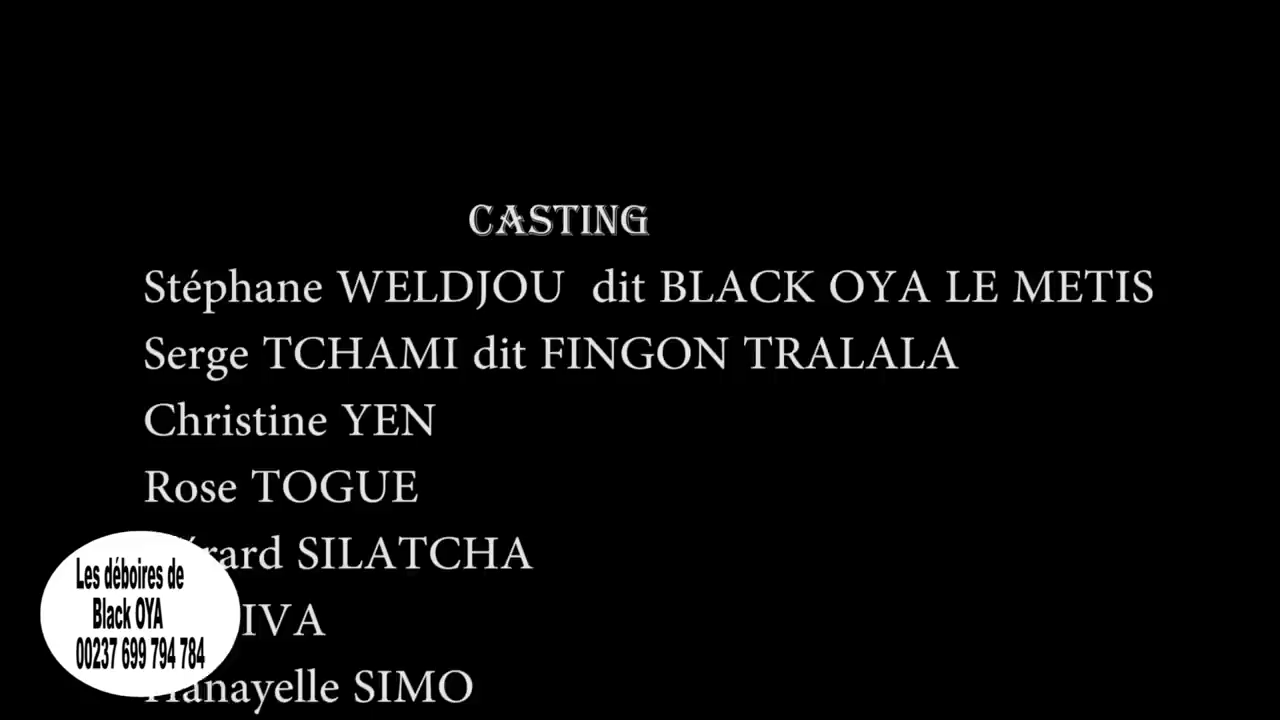 CASTING
Stéphane WELDJOU dit BLACK OYA LE METIS
Serge TCHAMI dit FINGON TRALALA
Christine YEN
Rose TOGUE
SILATCHA
SIMO
Les déboires de
Black OYA
00237 699 794 784